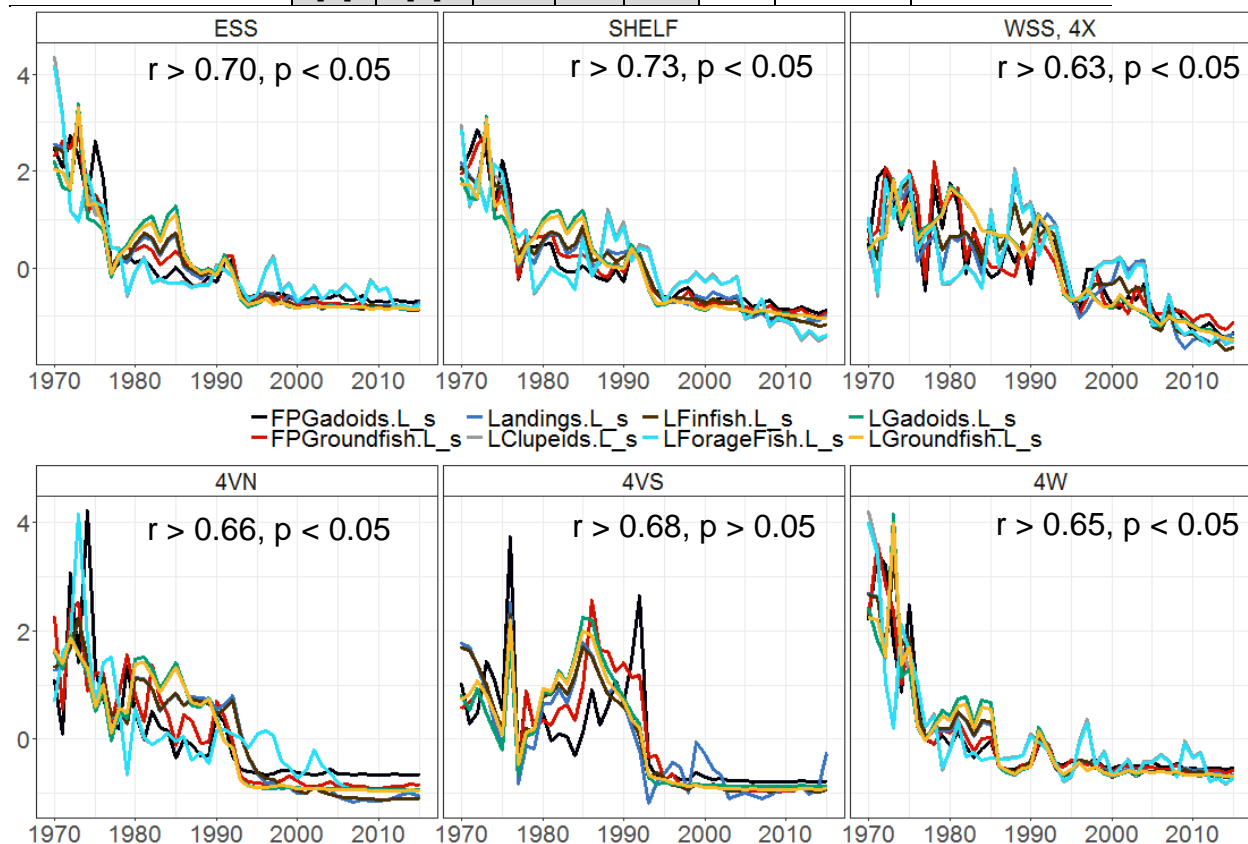 ESS SHELF WSS, 4X
r > 0.70, p < 0.05 r > 0.73, p < 0.05 r > 0.63, p < 0.05
4
2
0
1970 1980 1990 2000 2010 1970 1980 1990 2000 2010 1970 1980 1990 2000 2010
FPGadoids.L_s Landings.L_s LFinfish.L_s LGadoids.L_s
FPGroundfish.L_s LClupeids.L_s LForageFish.L_s LGroundfish.L_s
4VN 4VS 4W
r > 0.66, p < 0.05 r > 0.68, p > 0.05 r > 0.65, p < 0.05
4
2
0
1970 1980 1990 2000 2010 1970 1980 1990 2000 2010 1970 1980 1990 2000 2010